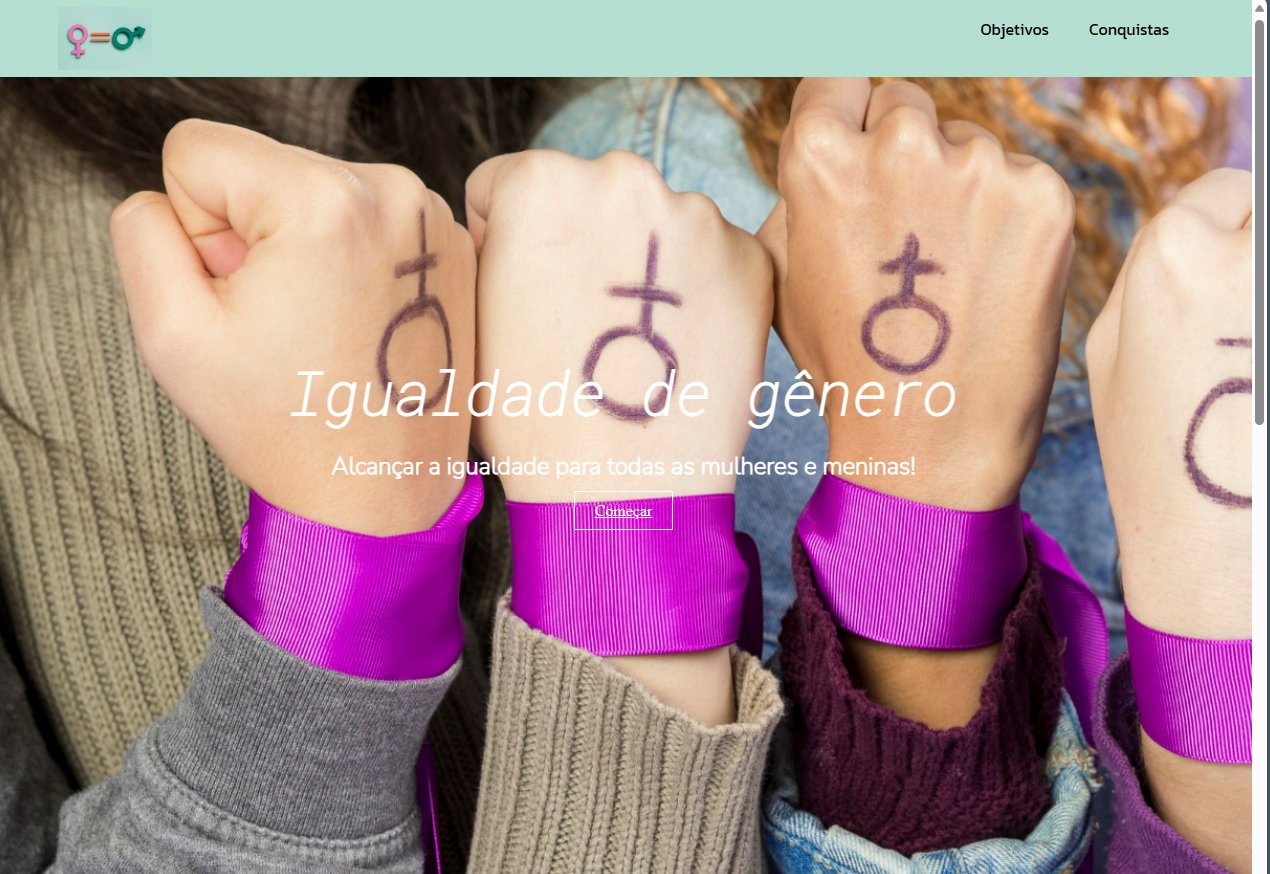 Objetivos Conquistas
Igualdade de gênero
Alcançar a igualdade para todas as mulheres e meninas!
Começar